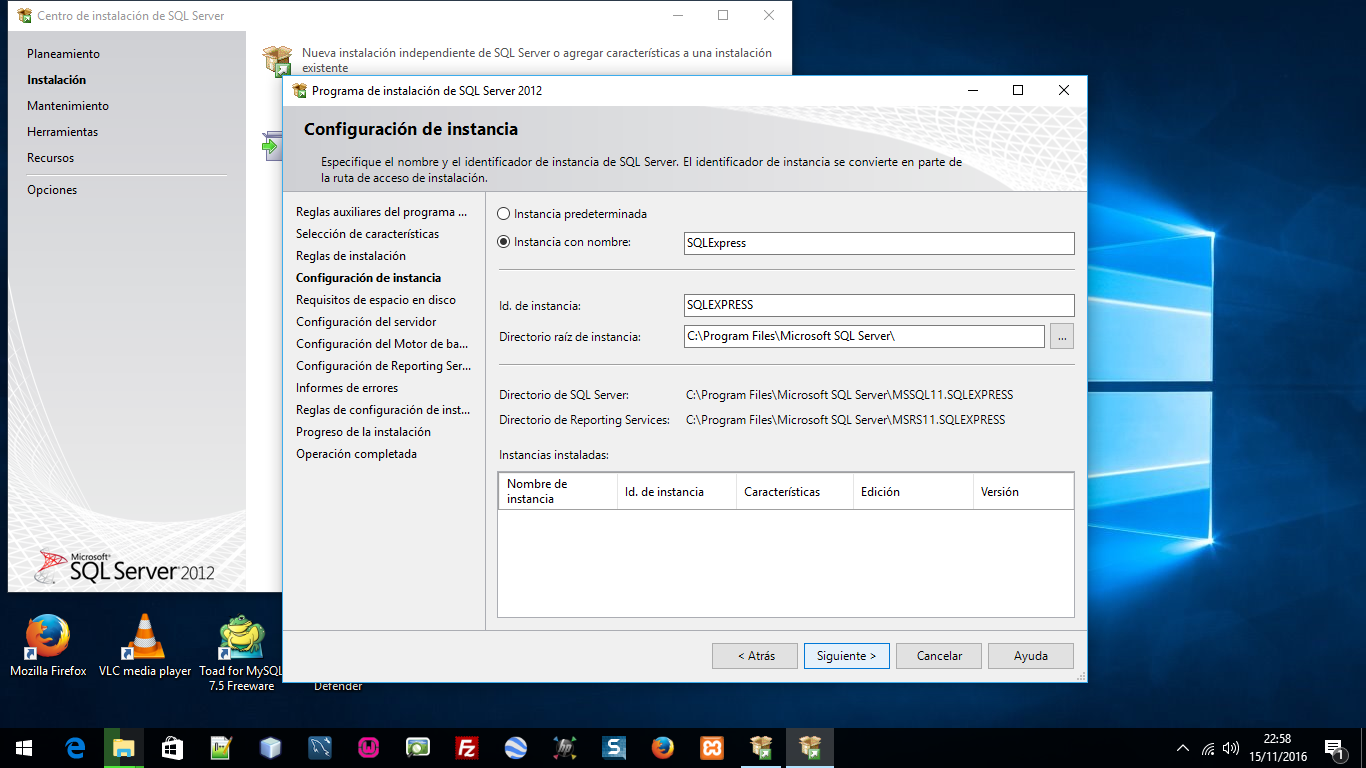 Centro de instalación de SQL Server
Planeamiento
Instalación
Mantenimiento
Herramientas
Recursos
Opciones
Nueva instalación independiente de SQL Server o agregar características a una instalación
existente
Microsoft®
SQL Server® 2012
Programa de instalación de SQL Server 2012
Configuración de instancia
Especifique el nombre y el identificador de instancia de SQL Server. El identificador de instancia se convierte en parte de
la ruta de acceso de instalación.
Reglas auxiliares del programa ...
Selección de características
Reglas de instalación
Configuración de instancia
Requisitos de espacio en disco
Configuración del servidor
Configuración del Motor de ba...
Configuración de Reporting Ser...
Informes de errores
Reglas de configuración de inst...
Progreso de la instalación
Operación completada
Instancia predeterminada
Instancia con nombre: SQLExpress
Id. de instancia: SQLEXPRESS
Directorio raíz de instancia: C:\Program Files\Microsoft SQL Server\ ...
Directorio de SQL Server: C:\Program Files\Microsoft SQL Server\MSSQL11.SQLEXPRESS
Directorio de Reporting Services: C:\Program Files\Microsoft SQL Server\MSRS11.SQLEXPRESS
Instancias instaladas:
Nombre de
instancia
Id. de instancia
Características
Edición
Versión
< Atrás
Siguiente >
Cancelar
Ayuda
Mozilla Firefox
VLC media player
Toad for MySQL
7.5 Freeware
Defender
22:58
15/11/2016
1